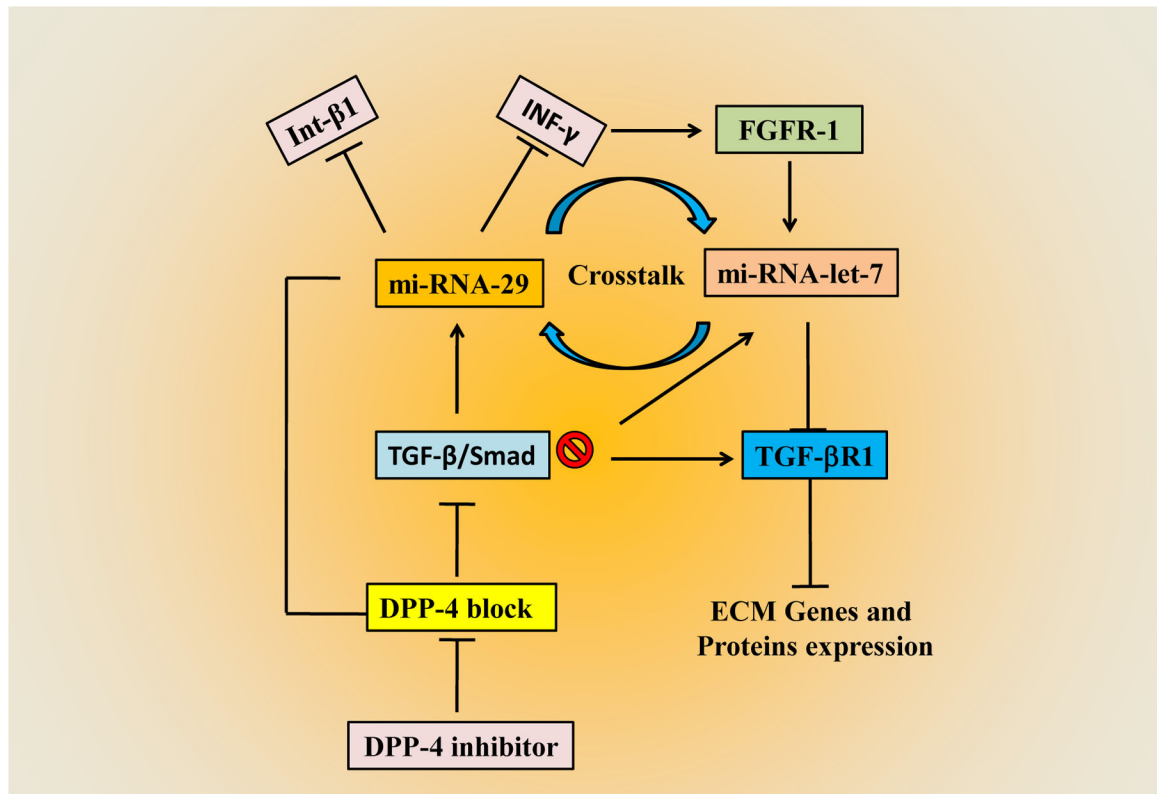 Int-β1
INF-γ
FGFR-1
mi-RNA-29
Crosstalk
mi-RNA-let-7
TGF-β/Smad
TGF-βR1
DPP-4 block
ECM Genes and
Proteins expression
DPP-4 inhibitor